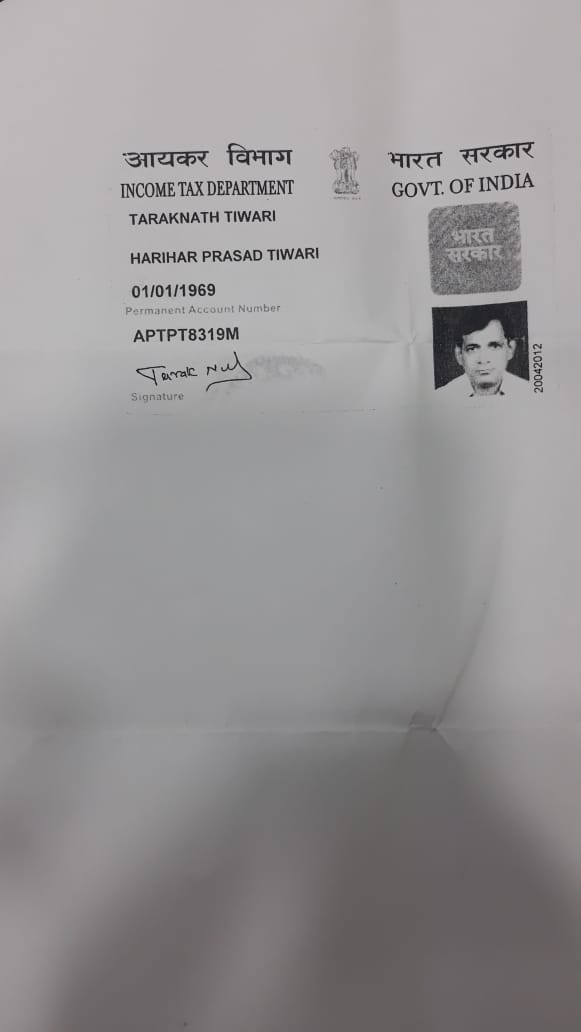 आयकर विभाग
भारत सरकार
INCOME TAX DEPARTMENT
GOVT. OF INDIA
TARAKNATH TIWARI
HARIHAR PRASAD TIWARI
भारत
सरकार
01/01/1969
Permanent Account Number
APTPT8319M
Tarak
Signature
20042012